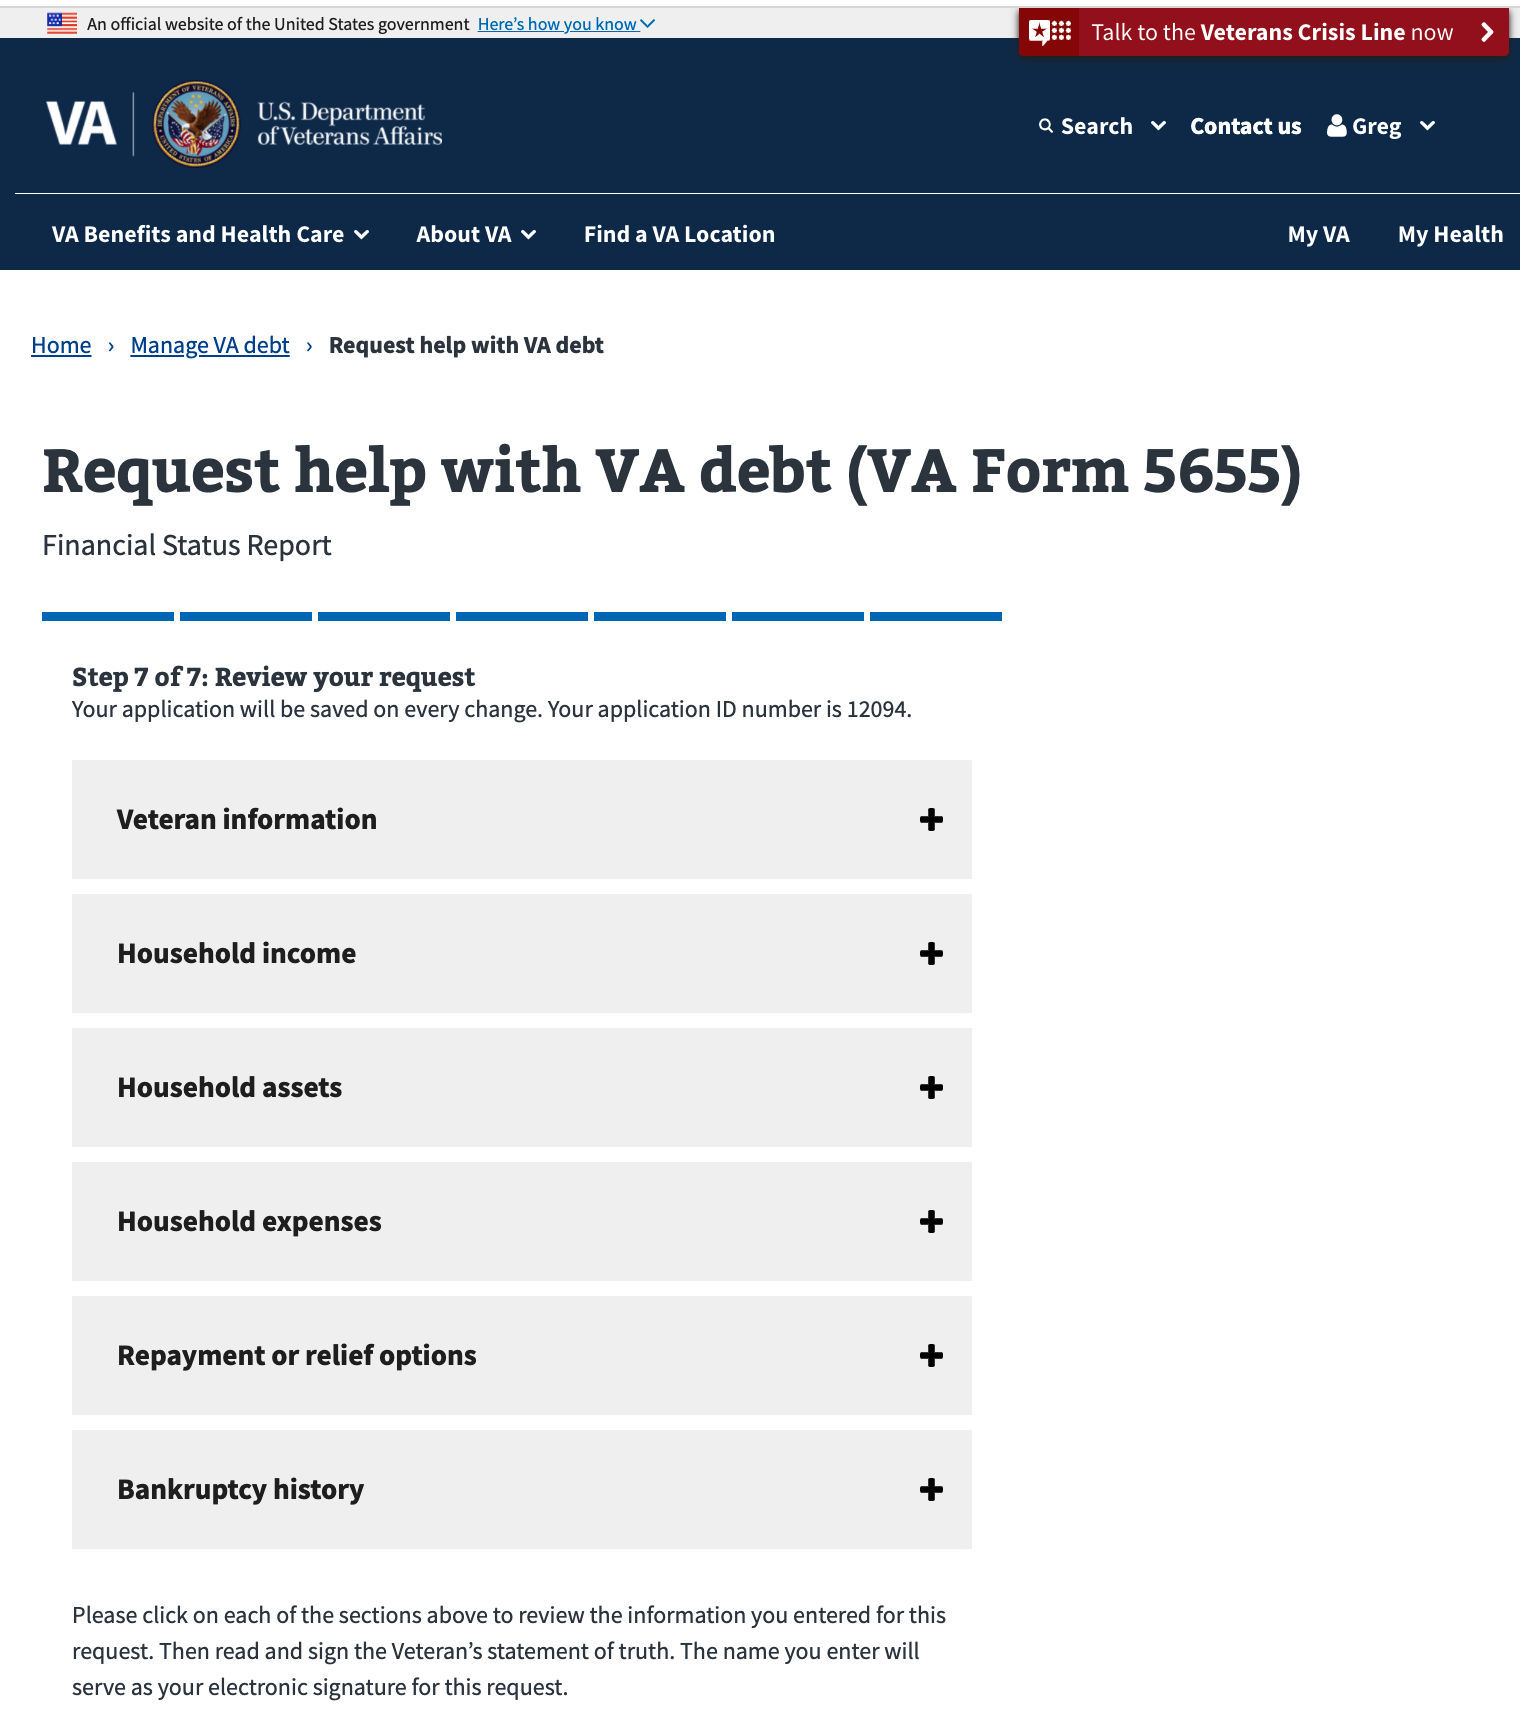 An official website of the United States government Here’s how you know
Talk to the Veterans Crisis Line now
VA
U.S. Department
of Veterans Affairs
Search Contact us Greg
VA Benefits and Health Care About VA Find a VA Location My VA My Health
Home › Manage VA debt › Request help with VA debt
Request help with VA debt (VA Form 5655)
Financial Status Report
Step 7 of 7: Review your request
Your application will be saved on every change. Your application ID number is 12094.
Veteran information
Household income
Household assets
Household expenses
Repayment or relief options
Bankruptcy history
Please click on each of the sections above to review the information you entered for this
request. Then read and sign the Veteran’s statement of truth. The name you enter will
serve as your electronic signature for this request.